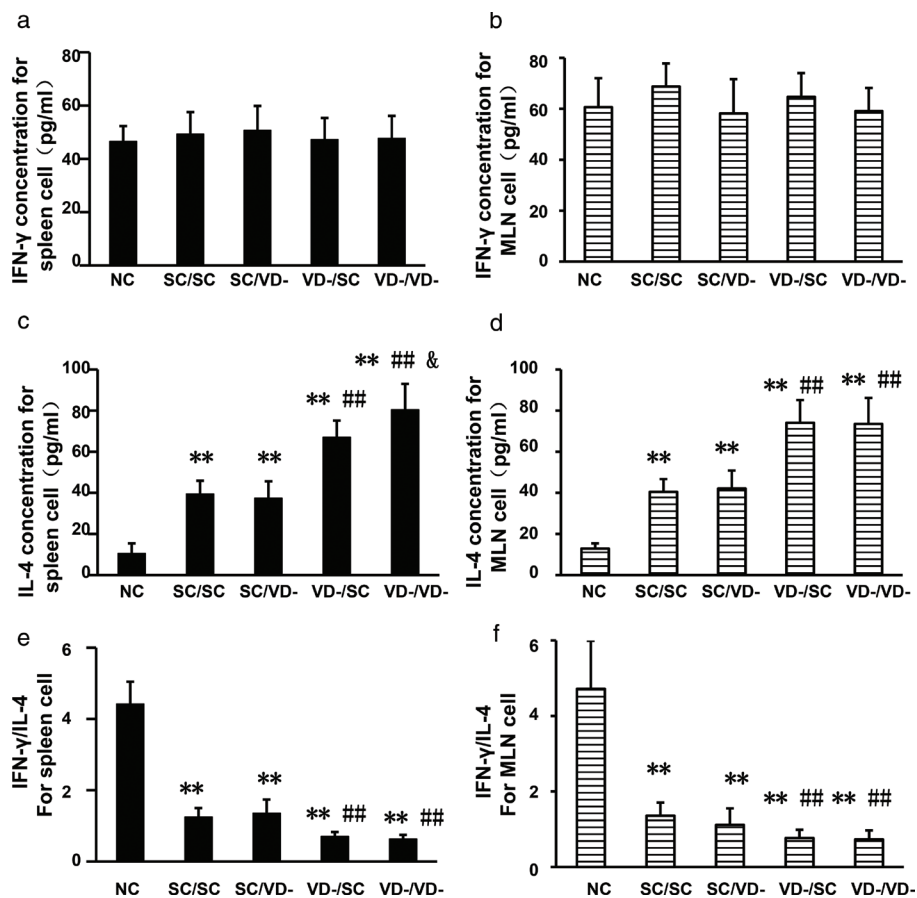 a
IFN-γ concentration for
spleen cell（pg/ml）
80
60
40
20
0
NC SC/SC SC/VD- VD-/SC VD-/VD-
b
IFN-γ concentration for
MLN cell（pg/ml）
80
60
40
20
0
NC SC/SC SC/VD- VD-/SC VD-/VD-
c
IL-4 concentration for
spleen cell（pg/ml）
100
80
60
40
20
0
** ** ** ## ** ## &
NC SC/SC SC/VD- VD-/SC VD-/VD-
d
IL-4 concentration for
MLN cell（pg/ml）
100
80
60
40
20
0
** ** ** ## ** ##
NC SC/SC SC/VD- VD-/SC VD-/VD-
e
IFN-γ/IL-4
For spleen cell
6
4
2
0
** ** ** ## ** ##
NC SC/SC SC/VD- VD-/SC VD-/VD-
f
IFN-γ/IL-4
For MLN cell
6
4
2
0
** ** ** ## ** ##
NC SC/SC SC/VD- VD-/SC VD-/VD-